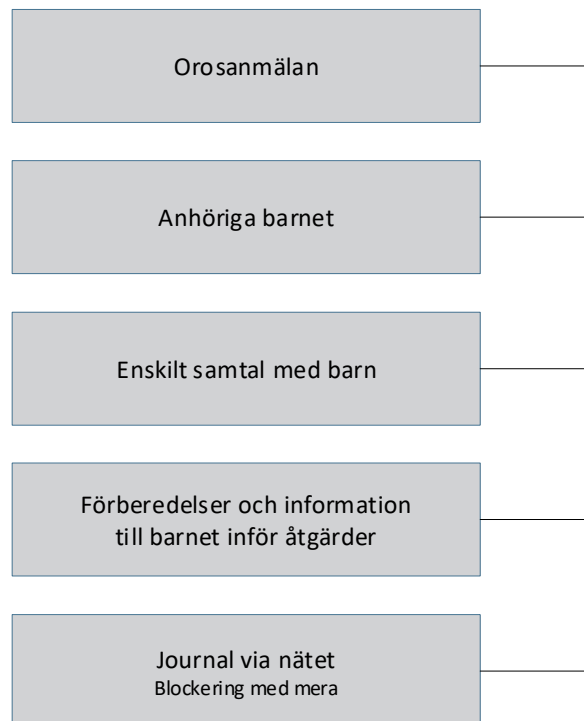 Orosanmälan
Anhöriga barnet
Enskilt samtal med barn
Förberedelser och information
till barnet inför åtgärder
Journal via nätet
Blockering med mera